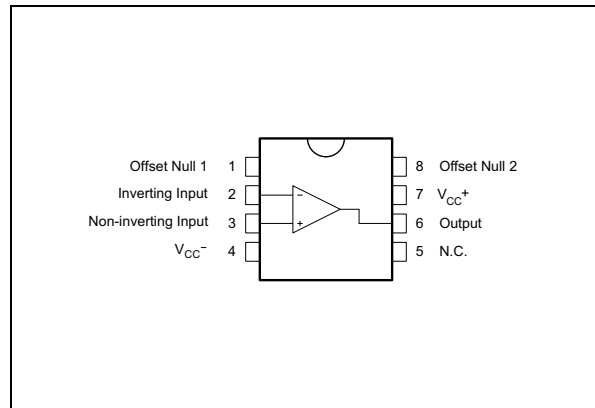 Offset Null 1 1
Inverting Input 2
Non-inverting Input 3
VCC− 4
8 Offset Null 2
7 VCC+
6 Output
5 N.C.
−
+